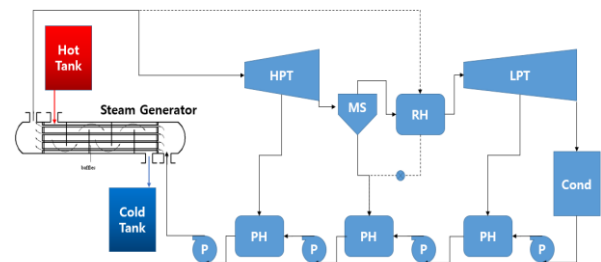 Hot
Tank
HPT
LPT
MS
RH
Steam Generator
Cond
Cold
Tank
P
PH
P
PH
P
PH
P